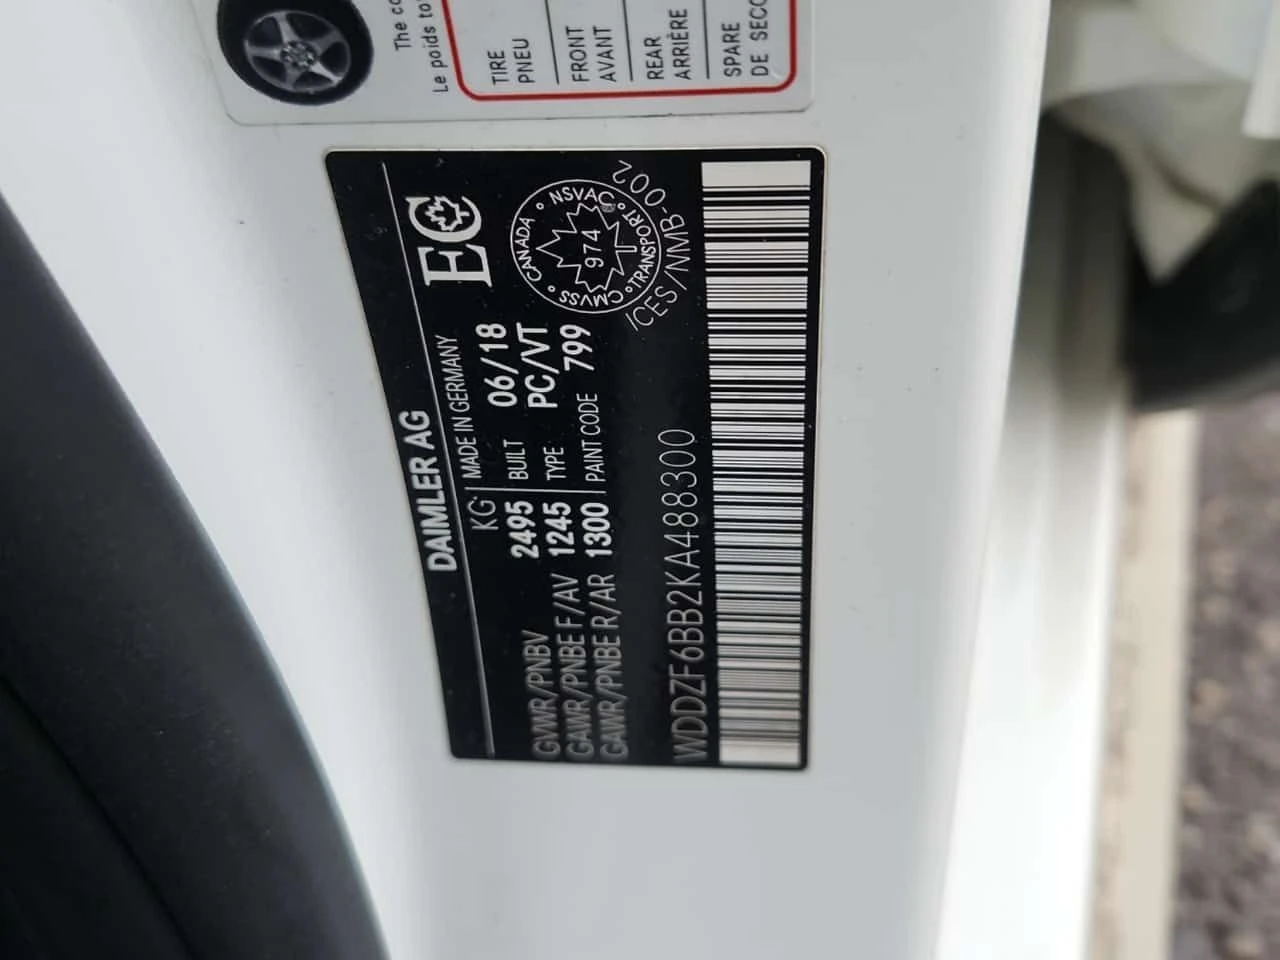 The co
Le poids to
TIRE
PNEU
FRONT
AVANT
REAR
ARRIÈRE
SPARE
DE SECO
DAIMLER AG
EC
KG
MADE IN GERMANY
GVWR/PNBV 2495 BUILT 06/18
GAWR/PNBE F/AV 1245 TYPE PC/VT
GAWR/PNBE R/AR 1300 PAINT CODE 799
CANADA
NSVAC
TRANSPORT
CMVSS
974
ICES/NMB-002
WDDZF6BB2KA488300